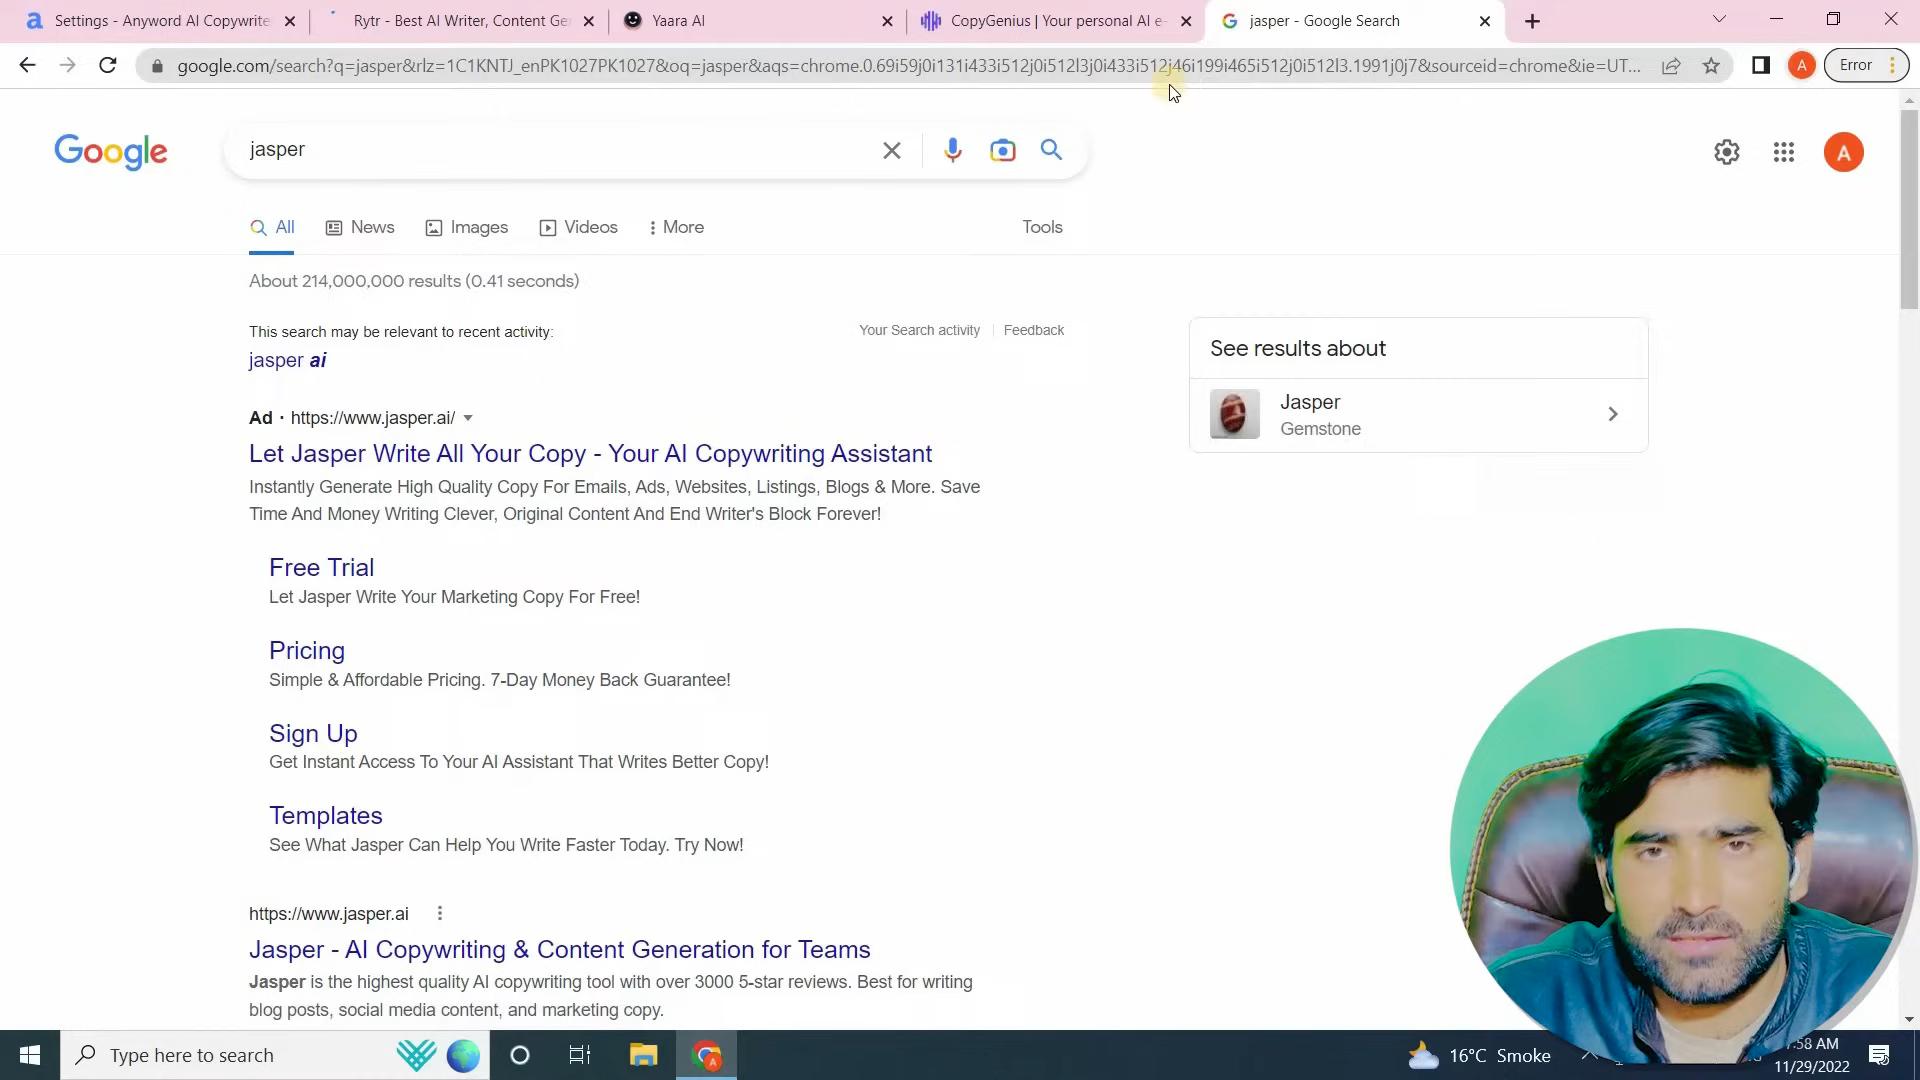 Settings - Anyword AI Copywrite
Rytr - Best AI Writer, Content Ge
Yaara AI
CopyGenius | Your personal AI e-
jasper - Google Search
google.com/search?q=jasper&rlz=1C1KNTJ_enPK1027PK1027&oq=jasper&aqs=chrome.0.69i59j0i131i433i512j0i512l3j0i433i512j46i199i465i512j0i512l3.1991j0j7&sourceid=chrome&ie=UT...
A
Error
Google
jasper
A
All
News
Images
Videos
More
Tools
About 214,000,000 results (0.41 seconds)
This search may be relevant to recent activity:
Your Search activity
Feedback
jasper ai
See results about
Jasper
Gemstone
Ad · https://www.jasper.ai/
Let Jasper Write All Your Copy - Your AI Copywriting Assistant
Instantly Generate High Quality Copy For Emails, Ads, Websites, Listings, Blogs & More. Save
Time And Money Writing Clever, Original Content And End Writer's Block Forever!
Free Trial
Let Jasper Write Your Marketing Copy For Free!
Pricing
Simple & Affordable Pricing. 7-Day Money Back Guarantee!
Sign Up
Get Instant Access To Your AI Assistant That Writes Better Copy!
Templates
See What Jasper Can Help You Write Faster Today. Try Now!
https://www.jasper.ai
Jasper - AI Copywriting & Content Generation for Teams
Jasper is the highest quality AI copywriting tool with over 3000 5-star reviews. Best for writing
blog posts, social media content, and marketing copy.
Type here to search
16°C Smoke
:58 AM
11/29/2022